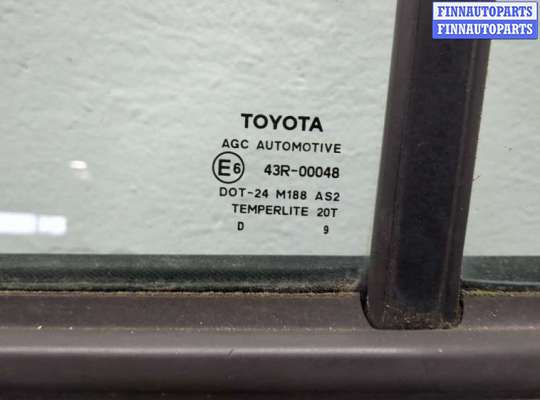 FINNAUTOPARTS
FINNAUTOPARTS
TOYOTA
AGC AUTOMOTIVE
E6 43R-00048
DOT-24 M188 AS2
TEMPERLITE 20T
D 9